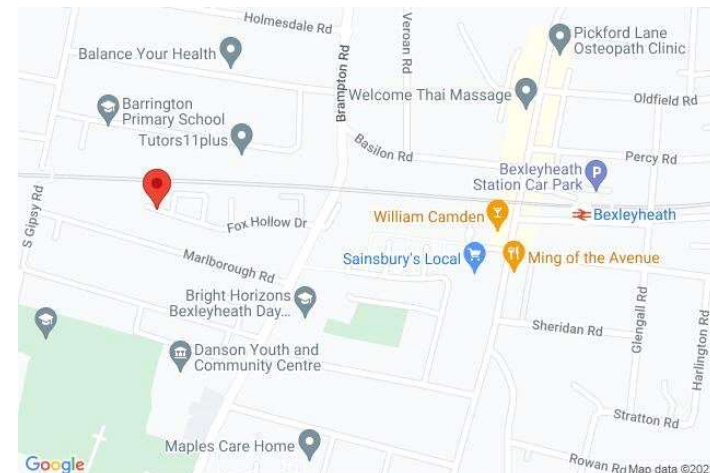 Holmesdale Rd
Veroan Rd
Pickford Lane
Osteopath Clinic
Balance Your Health
Brampton Rd
Welcome Thai Massage
Oldfield Rd
Barrington
Primary School
Tutors11plus
Basilon Rd
Percy Rd
Bexleyheath
Station Car Park
P
S Gipsy Rd
Fox Hollow Dr
William Camden
Bexleyheath
Marlborough Rd
Sainsbury's Local
Ming of the Avenue
Bright Horizons
Bexleyheath Day...
Glengall Rd
Harlington Rd
Sheridan Rd
Danson Youth and
Community Centre
Stratton Rd
Maples Care Home
Google
Rowan Rd
Map data ©202